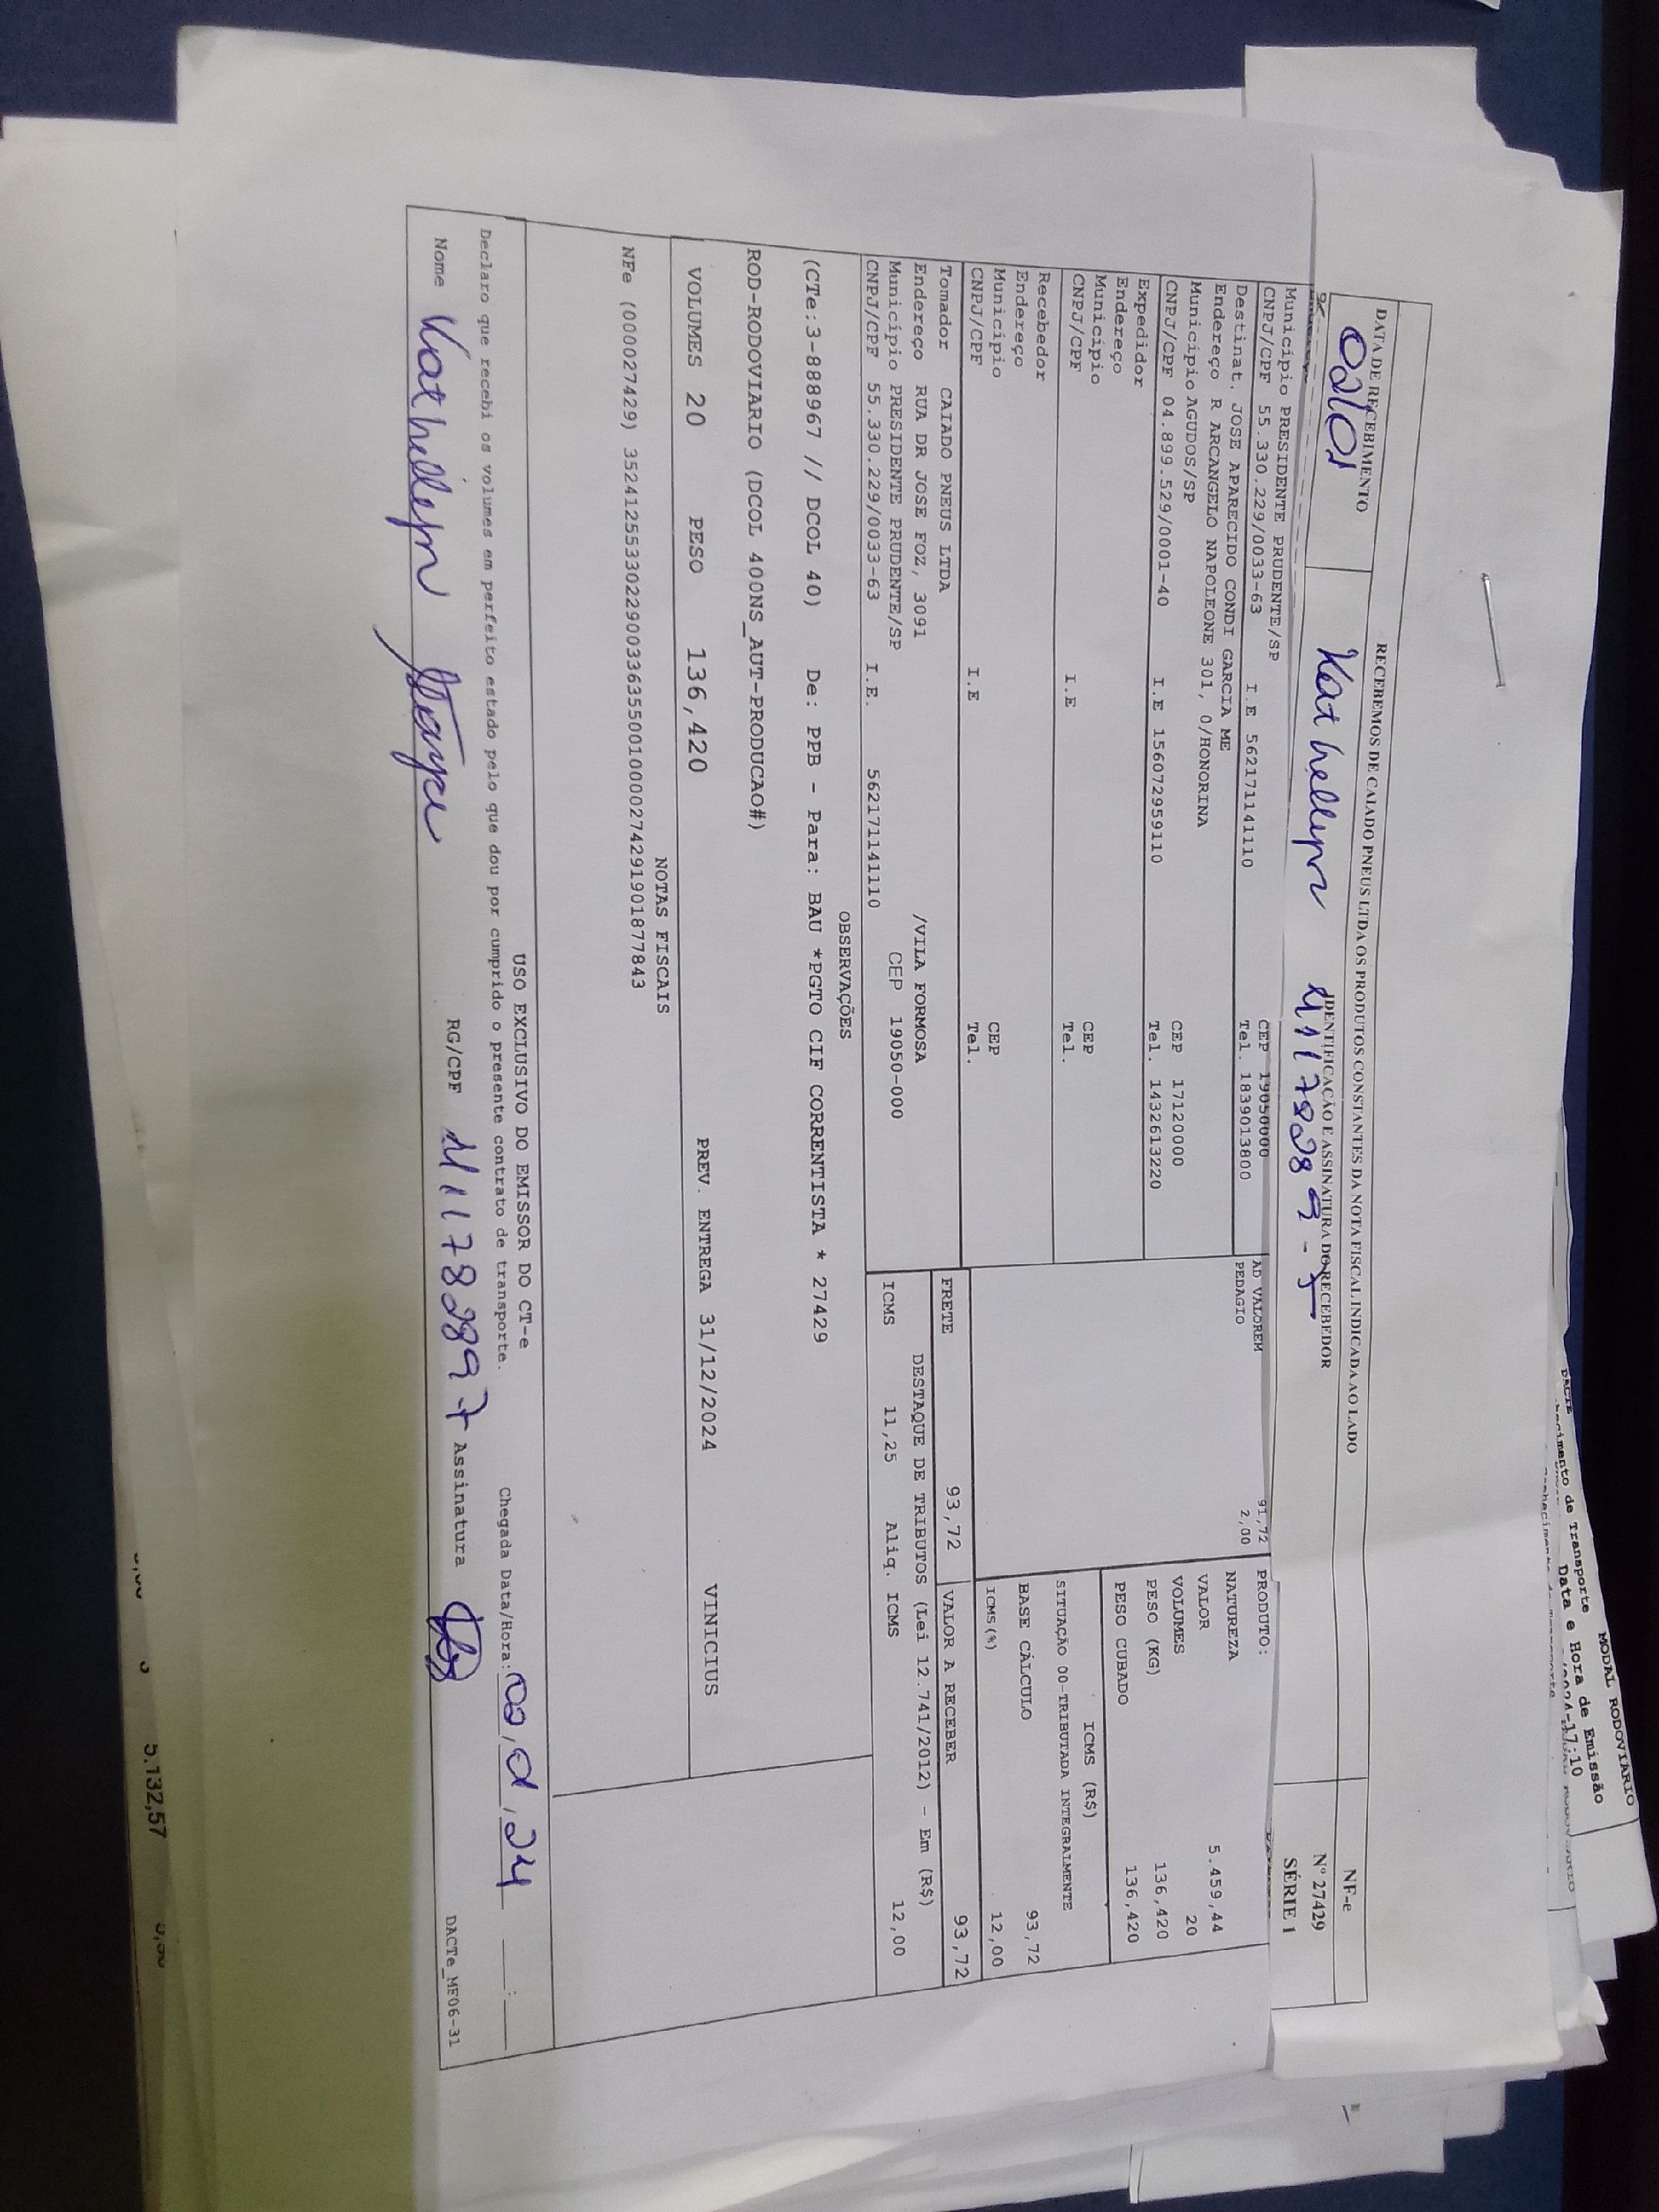 RECEBEMOS DE CAIADO PNEUS LTDA OS PRODUTOS CONSTANTES DA NOTA FISCAL INDICADA AO LADO
NF-e
Nº 27429
SÉRIE 1
DATA DE RECEBIMENTO
02/01
IDENTIFICAÇÃO E ASSINATURA DO RECEBEDOR
Kathellyn
Município PRESIDENTE PRUDENTE/SP CEP 19050000
CNPJ/CPF 55.330.229/0033-63 I.E 562171141110 Tel. 1839013800
Destinat. JOSE APARECIDO CONDI GARCIA ME
Endereço R ARCANGELO NAPOLEONE 301, 0/HONORINA
Município AGUDOS/SP CEP 17120000
CNPJ/CPF 04.899.529/0001-40 I.E 156072959110 Tel. 1432613220
Expedidor
Endereço
Município CEP
CNPJ/CPF I.E Tel.
Recebedor
Endereço
Município CEP
CNPJ/CPF I.E Tel.
AD VALOREM 91,72
PEDAGIO 2,00
PRODUTO:
NATUREZA
VALOR 5.459,44
VOLUMES 20
PESO (KG) 136,420
PESO CUBADO 136,420
ICMS (R$)
SITUAÇÃO 00-TRIBUTADA INTEGRALMENTE
BASE CÁLCULO 93,72
ICMS(%) 12,00
Tomador CAIADO PNEUS LTDA
Endereço RUA DR JOSE FOZ, 3091 /VILA FORMOSA
Município PRESIDENTE PRUDENTE/SP CEP 19050-000
CNPJ/CPF 55.330.229/0033-63 I.E. 562171141110
FRETE 93,72 VALOR A RECEBER 93,72
DESTAQUE DE TRIBUTOS (Lei 12.741/2012) - Em (R$)
ICMS 11,25 Aliq. ICMS 12,00
OBSERVAÇÕES
(CTe:3-888967 // DCOL 40) De: PPB - Para: BAU *PGTO CIF CORRENTISTA * 27429
ROD-RODOVIARIO (DCOL 400NS_AUT-PRODUCAO#)
VOLUMES 20 PESO 136,420 PREV. ENTREGA 31/12/2024 VINICIUS
NOTAS FISCAIS
NFe (000027429) 35241255330229003363550010000274291901877843
USO EXCLUSIVO DO EMISSOR DO CT-e
Declaro que recebi os volumes em perfeito estado pelo que dou por cumprido o presente contrato de transporte. Chegada Data/Hora: /24 :
Nome Kathellyn RG/CPF Assinatura
DACTe_MF06-31
MODAL RODOVIÁRIO
DACTE
Data e Hora de Emissão
de Transporte
5.132,57